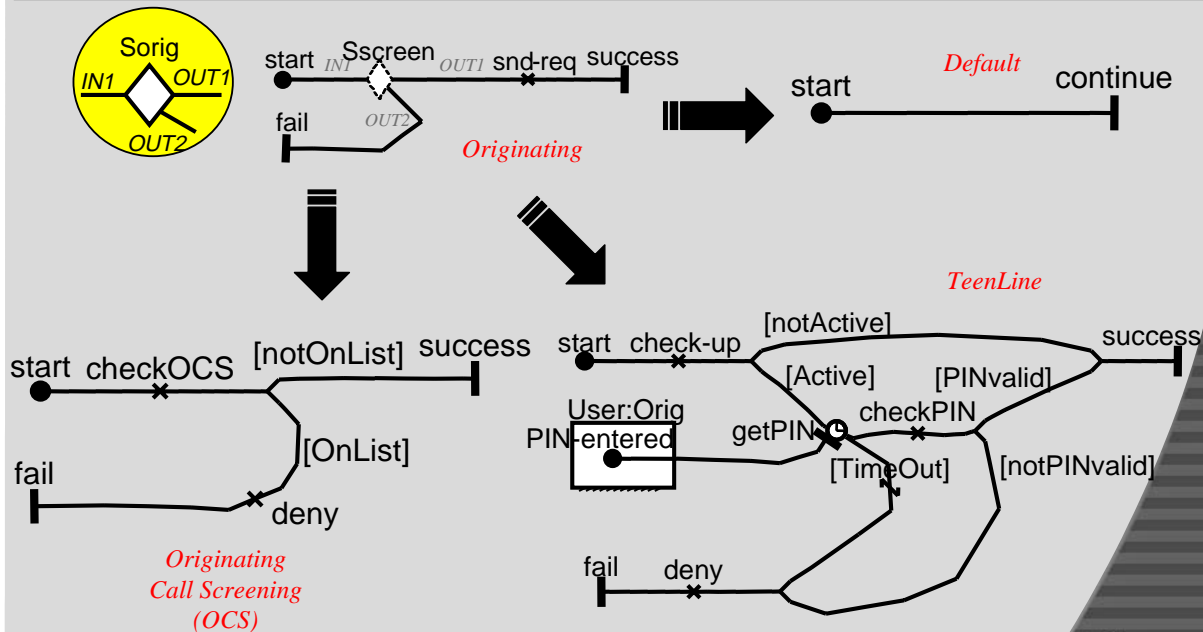 Sorig
IN1
OUT1
OUT2
start
Sscreen
IN1
OUT1
snd-req
success
fail
OUT2
Originating
Default
start
continue
start
checkOCS
[notOnList]
success
[OnList]
fail
deny
Originating
Call Screening
(OCS)
TeenLine
start
check-up
[notActive]
success
[Active]
[PINvalid]
User:Orig
checkPIN
PIN-entered
getPIN
[TimeOut]
[notPINvalid]
fail
deny